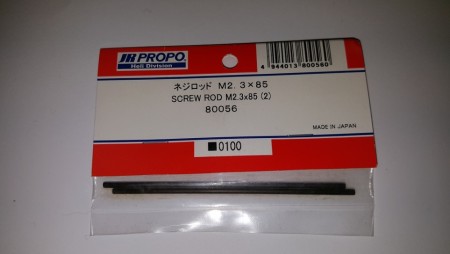 JR PROPO.
Heli Division
4 944013 800560
ネジロッド M2.3×85
SCREW ROD M2.3x85 (2)
80056
MADE IN JAPAN
■0100